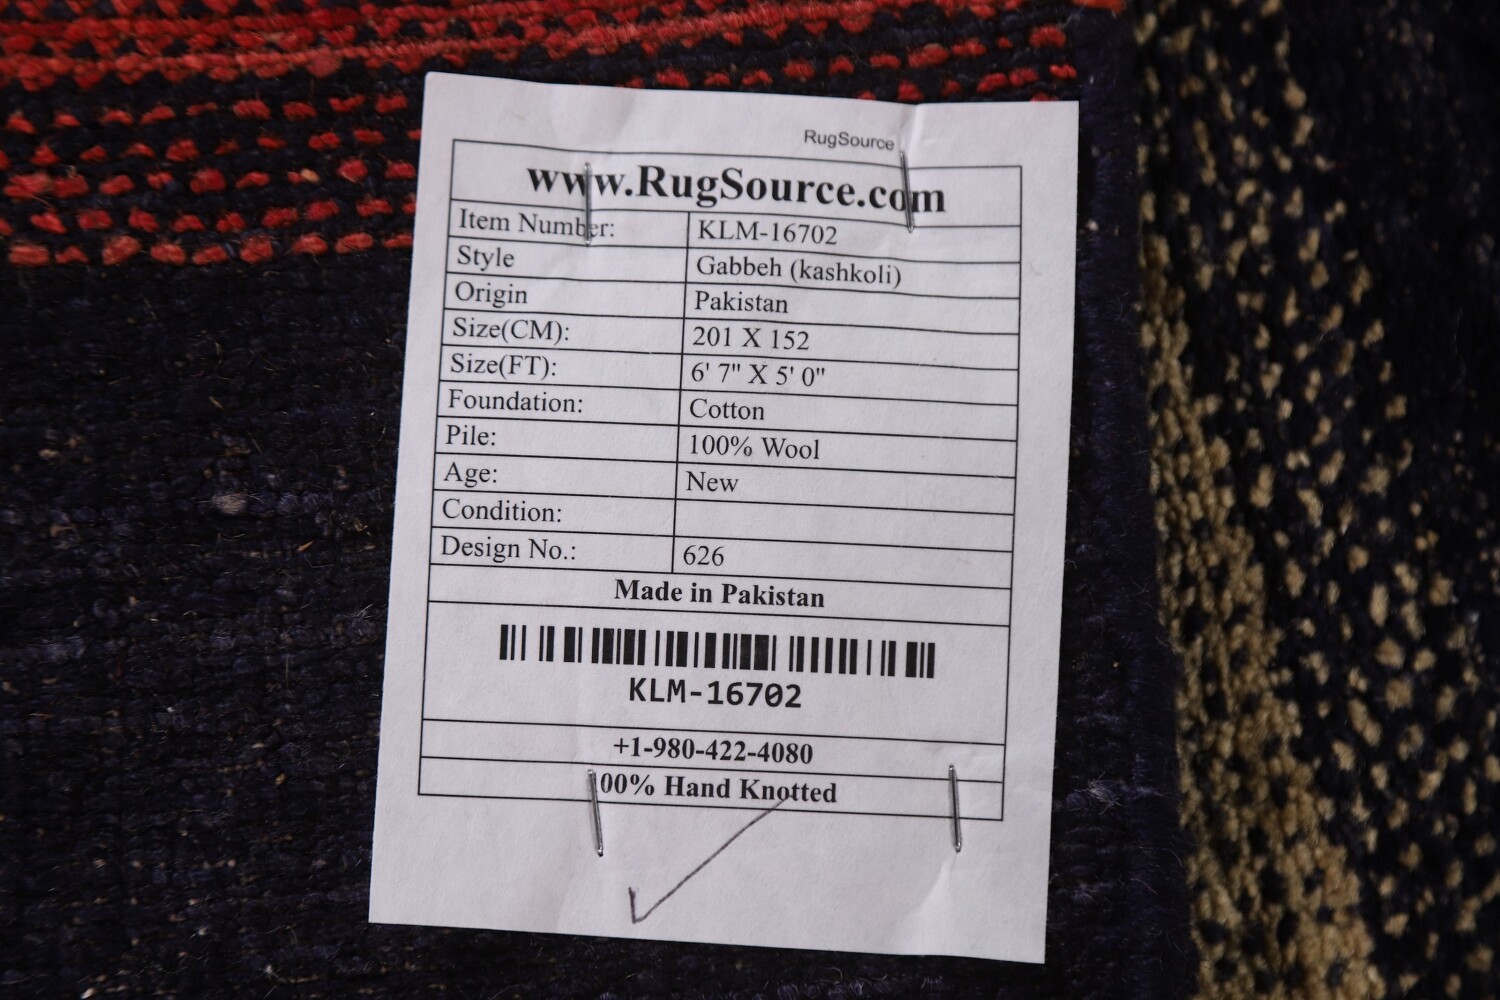 RugSource
www.RugSource.com
Item Number: KLM-16702
Style Gabbeh (kashkoli)
Origin Pakistan
Size(CM): 201 X 152
Size(FT): 6' 7" X 5' 0"
Foundation: Cotton
Pile: 100% Wool
Age: New
Condition:
Design No.: 626
Made in Pakistan
KLM-16702
+1-980-422-4080
100% Hand Knotted